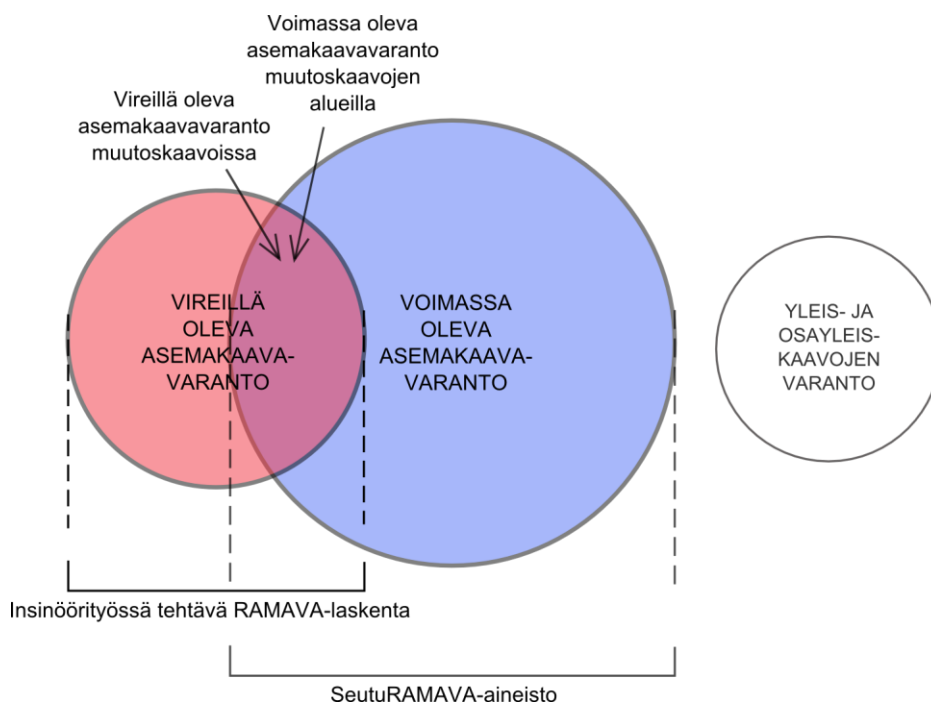 Voimassa oleva
asemakaavavaranto
muutoskaavojen
alueilla
Vireillä oleva
asemakaavavaranto
muutoskaavoissa
VIREILLÄ
OLEVA
ASEMAKAAVA-
VARANTO
VOIMASSA
OLEVA
ASEMAKAAVA-
VARANTO
YLEIS- JA
OSAYLEIS-
KAAVOJEN
VARANTO
Insinöörityössä tehtävä RAMAVA-laskenta
SeutuRAMAVA-aineisto